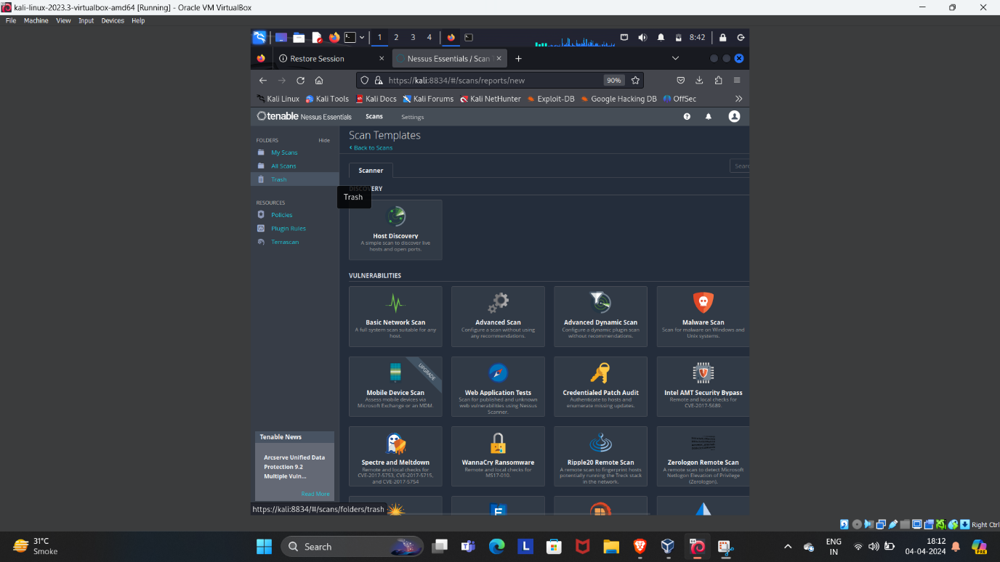 kali-linux-2023.3-virtualbox-amd64 [Running] - Oracle VM VirtualBox
File Machine View Input Devices Help
1 2 3 4 8:42
Restore Session
Nessus Essentials / Scan
https://kali:8834/#/scans/reports/new 90%
Kali Linux Kali Tools Kali Docs Kali Forums Kali NetHunter Exploit-DB Google Hacking DB OffSec
tenable Nessus Essentials Scans Settings
FOLDERS Hide
My Scans
All Scans
Trash
RESOURCES
Policies
Plugin Rules
Terrascan
Tenable News
Arcserve Unified Data
Protection 9.2
Multiple Vuln...
Read More
https://kali:8834/#/scans/folders/trash
Scan Templates
Back to Scans
Scanner
Sear
DISCOVERY
Trash
Host Discovery
A simple scan to discover live
hosts and open ports.
VULNERABILITIES
Basic Network Scan
A full system scan suitable for any
host.
Advanced Scan
Configure a scan without using
any recommendations.
Advanced Dynamic Scan
Configure a dynamic plugin scan
without recommendations.
Malware Scan
Scan for malware on Windows and
Unix systems.
UPGRADE
Mobile Device Scan
Assess mobile devices via
Microsoft Exchange or an MDM.
Web Application Tests
Scan for published and unknown
web vulnerabilities using Nessus
Scanner.
Credentialed Patch Audit
Authenticate to hosts and
enumerate missing updates.
Intel AMT Security Bypass
Remote and local checks for
CVE-2017-5689.
Spectre and Meltdown
Remote and local checks for
CVE-2017-5753, CVE-2017-5715,
and CVE-2017-5754
WannaCry Ransomware
Remote and local checks for
MS17-010.
Ripple20 Remote Scan
A remote scan to fingerprint hosts
potentially running the Treck stack
in the network.
Zerologon Remote Scan
A remote scan to detect Microsoft
Netlogon Elevation of Privilege
(Zerologon).
Right Ctrl
31°C
Smoke
Search
ENG
IN
18:12
04-04-2024